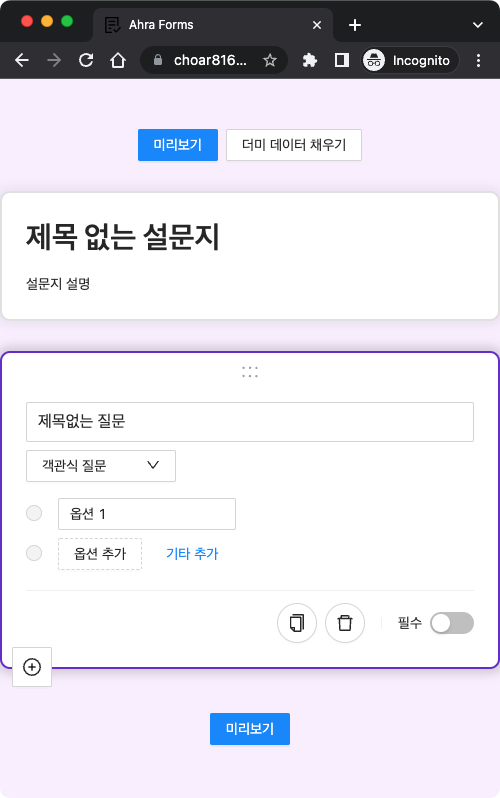 Ahra Forms
choar816...
Incognito
미리보기
더미 데이터 채우기
제목 없는 설문지
설문지 설명
제목없는 질문
객관식 질문
옵션 1
옵션 추가
기타 추가
필수
미리보기